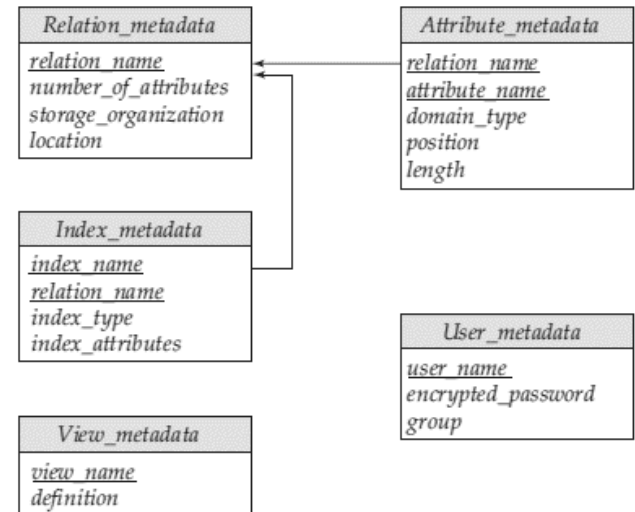 Relation_metadata
relation_name
number_of_attributes
storage_organization
location
Attribute_metadata
relation_name
attribute_name
domain_type
position
length
Index_metadata
index_name
relation_name
index_type
index_attributes
User_metadata
user_name
encrypted_password
group
View_metadata
view_name
definition